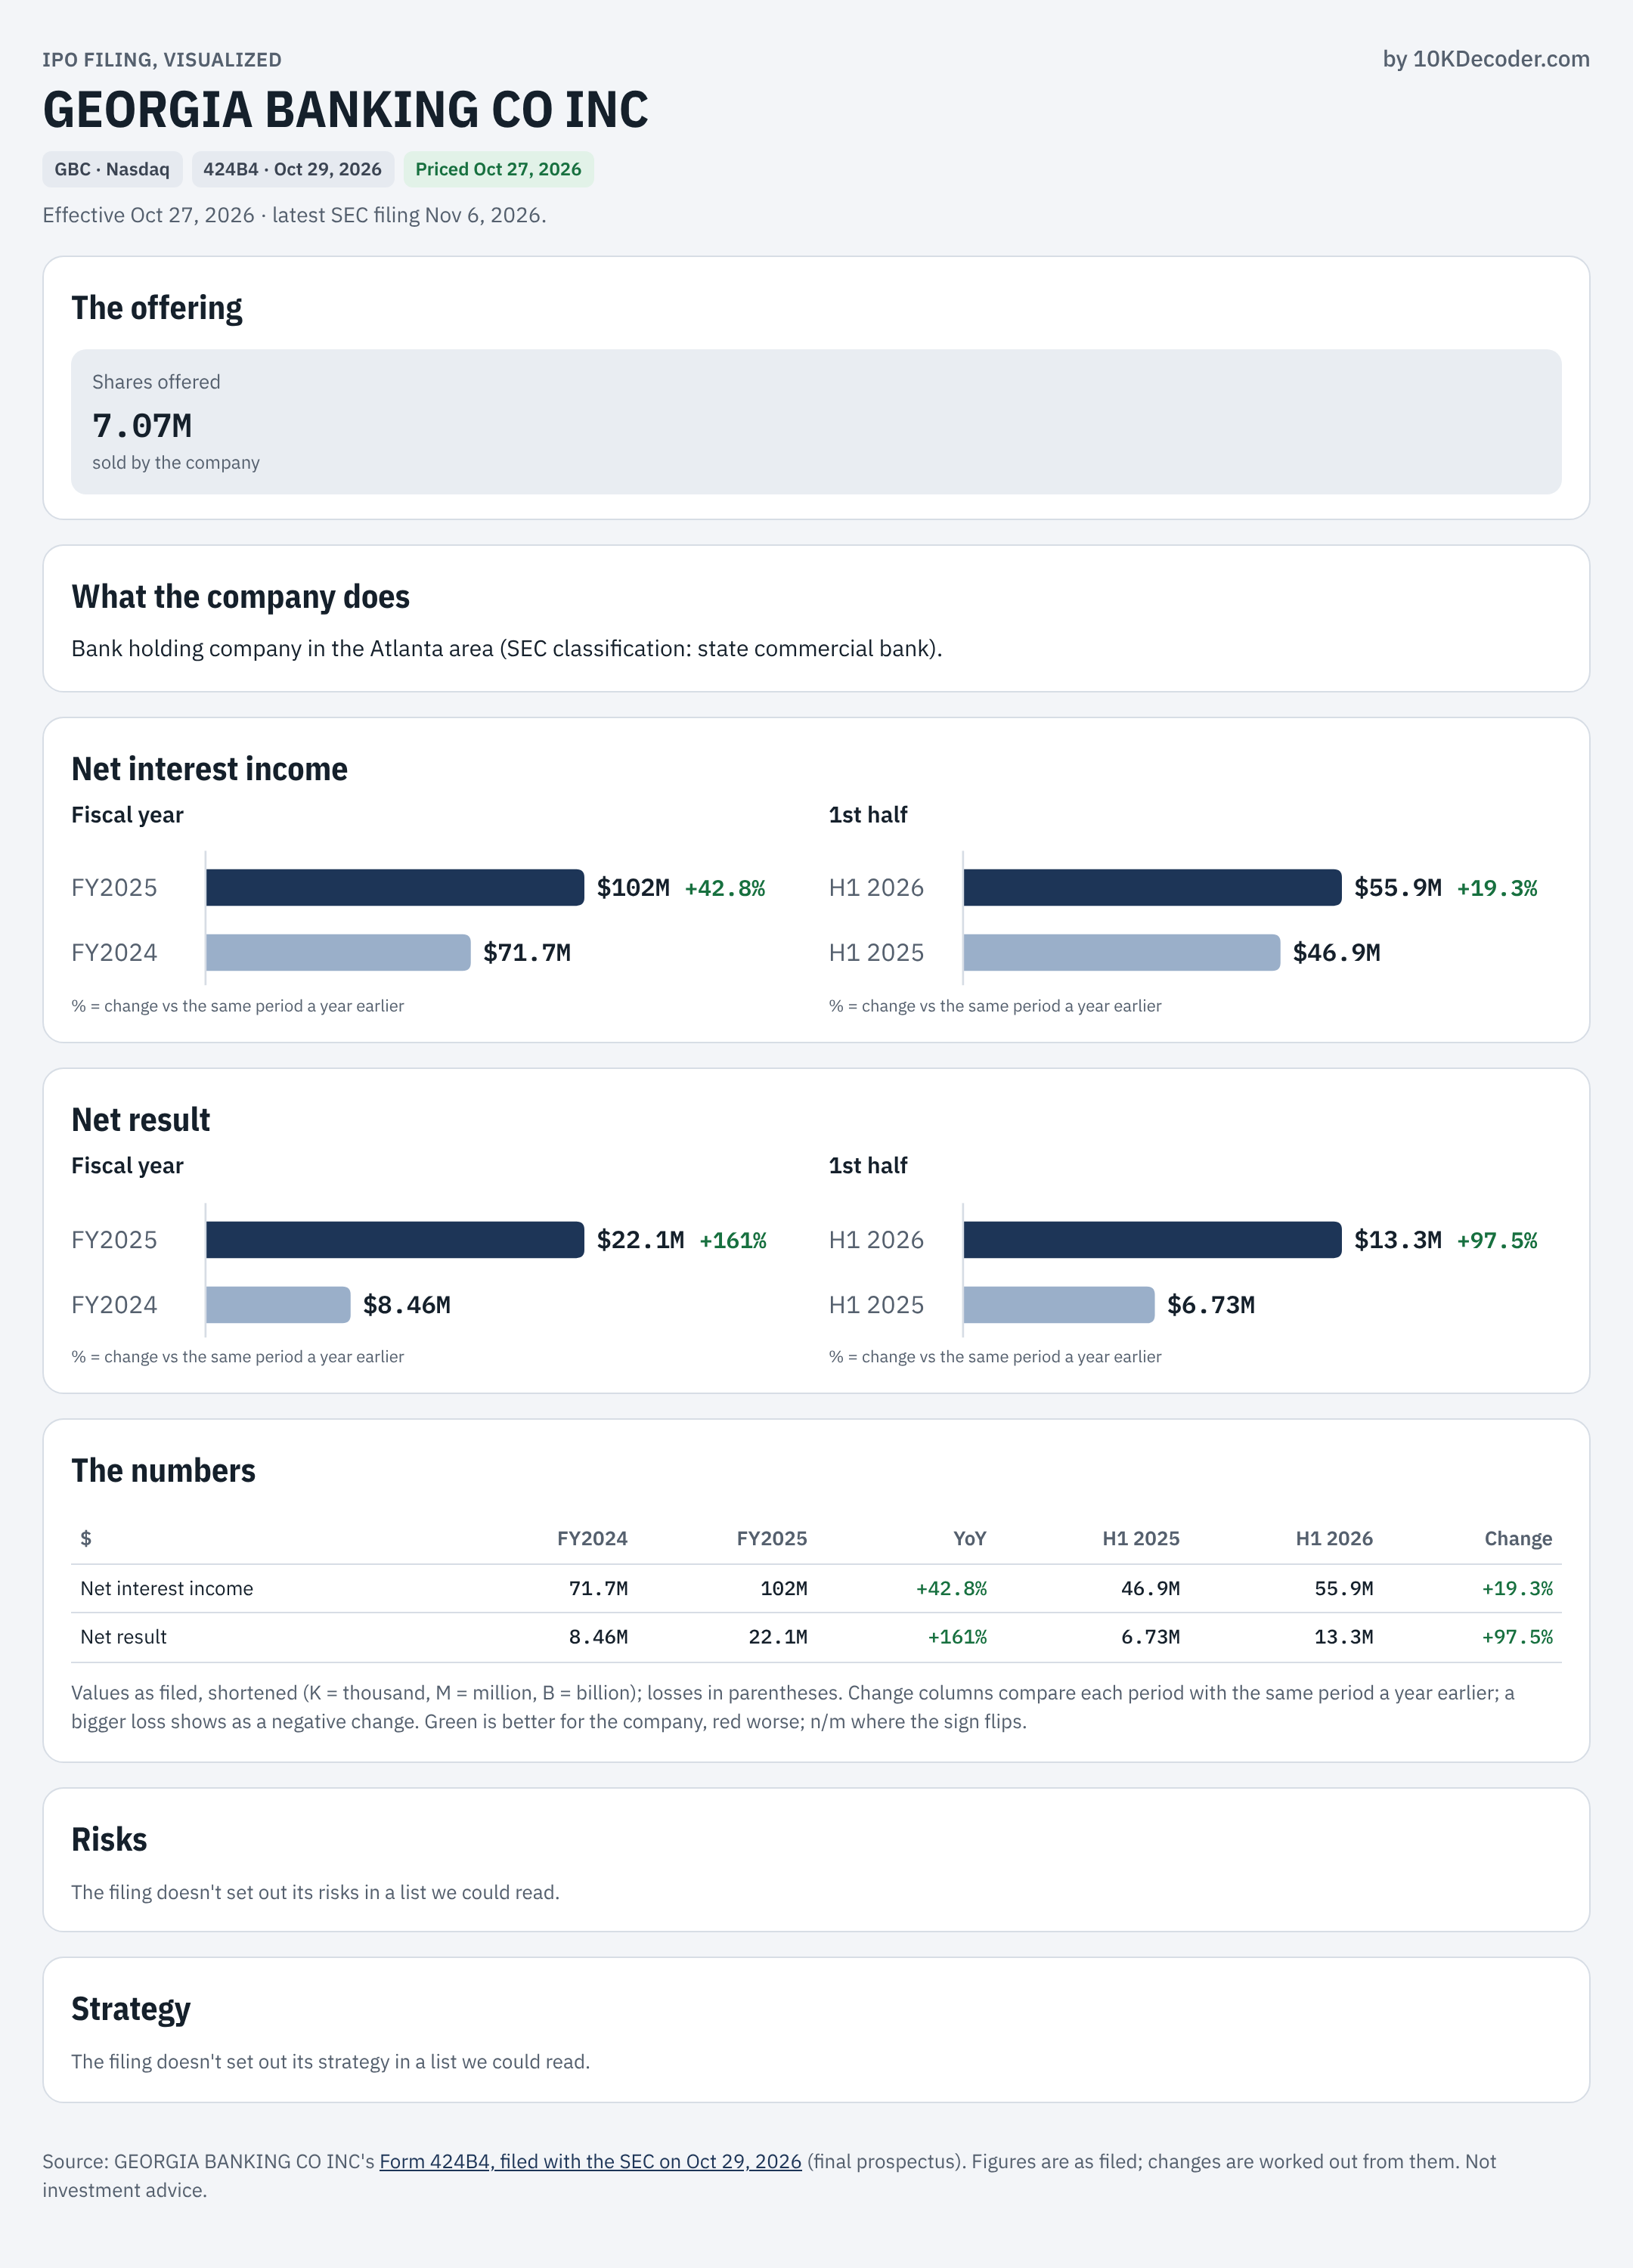 IPO FILING, VISUALIZED
by 10KDecoder.com
GEORGIA BANKING CO INC
GBC · Nasdaq
424B4 · Oct 29, 2026
Priced Oct 27, 2026
Effective Oct 27, 2026 · latest SEC filing Nov 6, 2026.
The offering
Shares offered
7.07M
sold by the company
What the company does
Bank holding company in the Atlanta area (SEC classification: state commercial bank).
Net interest income
Fiscal year
FY2025 $102M +42.8%
FY2024 $71.7M
% = change vs the same period a year earlier
1st half
H1 2026 $55.9M +19.3%
H1 2025 $46.9M
% = change vs the same period a year earlier
Net result
Fiscal year
FY2025 $22.1M +161%
FY2024 $8.46M
% = change vs the same period a year earlier
1st half
H1 2026 $13.3M +97.5%
H1 2025 $6.73M
% = change vs the same period a year earlier
The numbers
$ FY2024 FY2025 YoY H1 2025 H1 2026 Change
Net interest income 71.7M 102M +42.8% 46.9M 55.9M +19.3%
Net result 8.46M 22.1M +161% 6.73M 13.3M +97.5%
Values as filed, shortened (K = thousand, M = million, B = billion); losses in parentheses. Change columns compare each period with the same period a year earlier; a
bigger loss shows as a negative change. Green is better for the company, red worse; n/m where the sign flips.
Risks
The filing doesn't set out its risks in a list we could read.
Strategy
The filing doesn't set out its strategy in a list we could read.
Source: GEORGIA BANKING CO INC's Form 424B4, filed with the SEC on Oct 29, 2026 (final prospectus). Figures are as filed; changes are worked out from them. Not
investment advice.